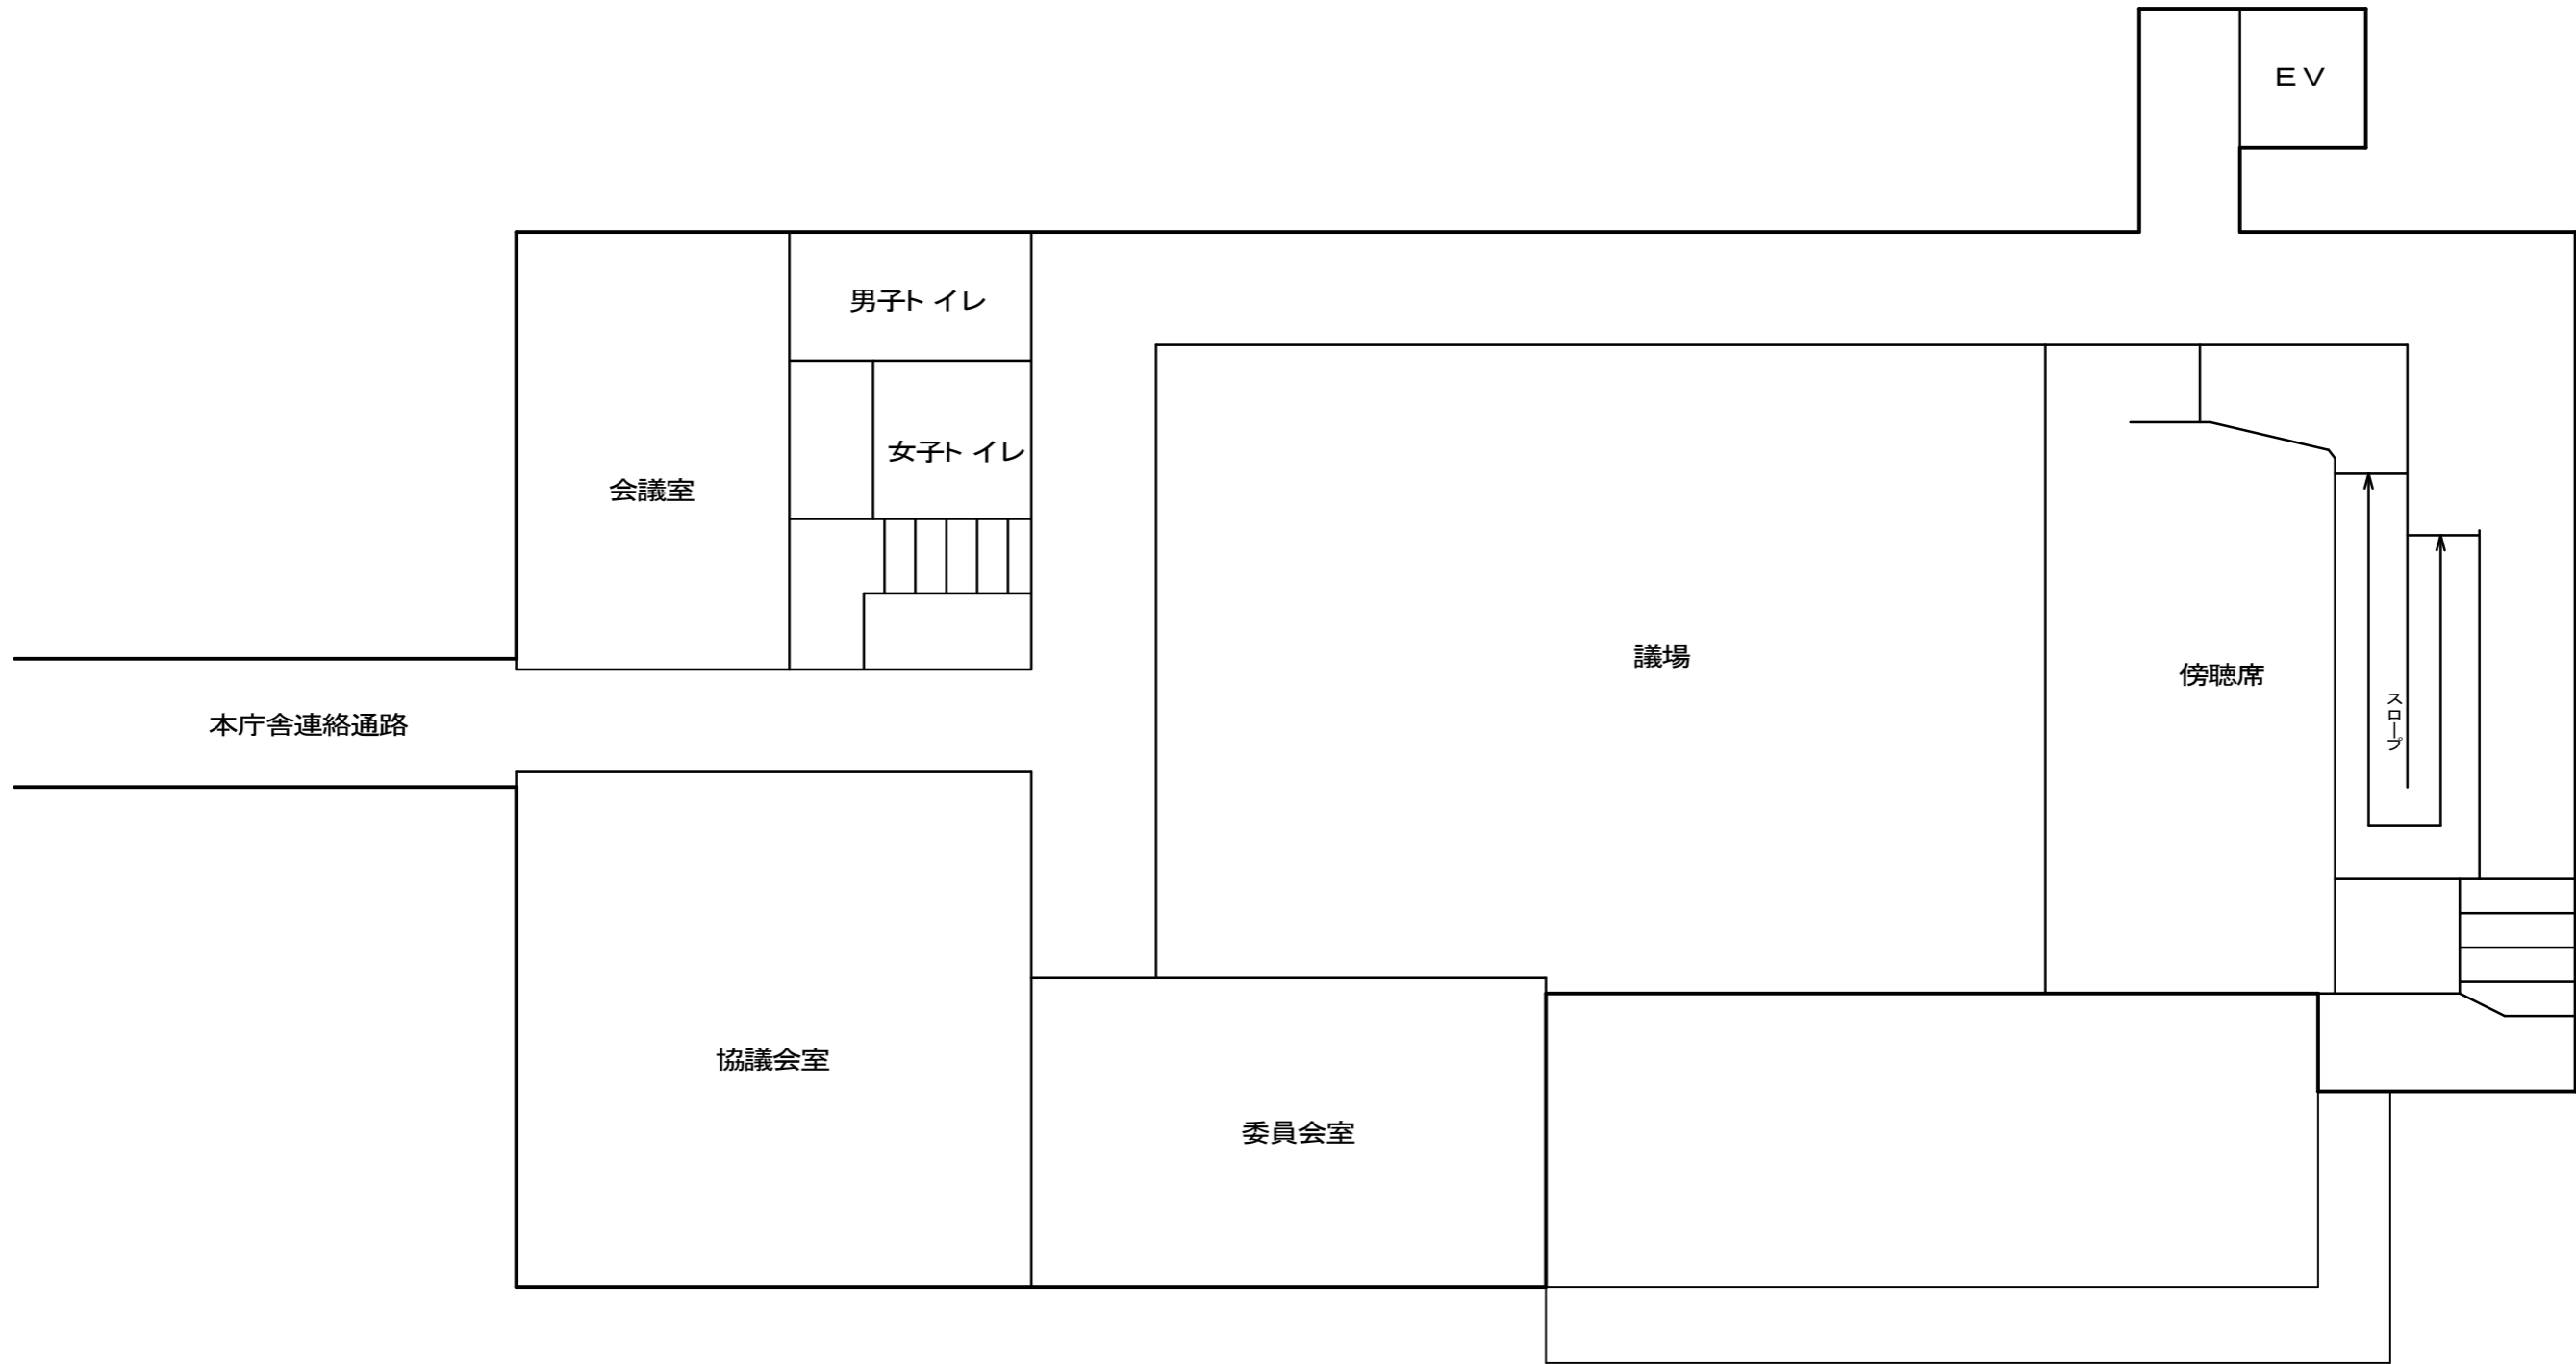 ＥＶ
男子トイレ
女子トイレ
会議室
議場
傍聴席
スロープ
本庁舎連絡通路
協議会室
委員会室